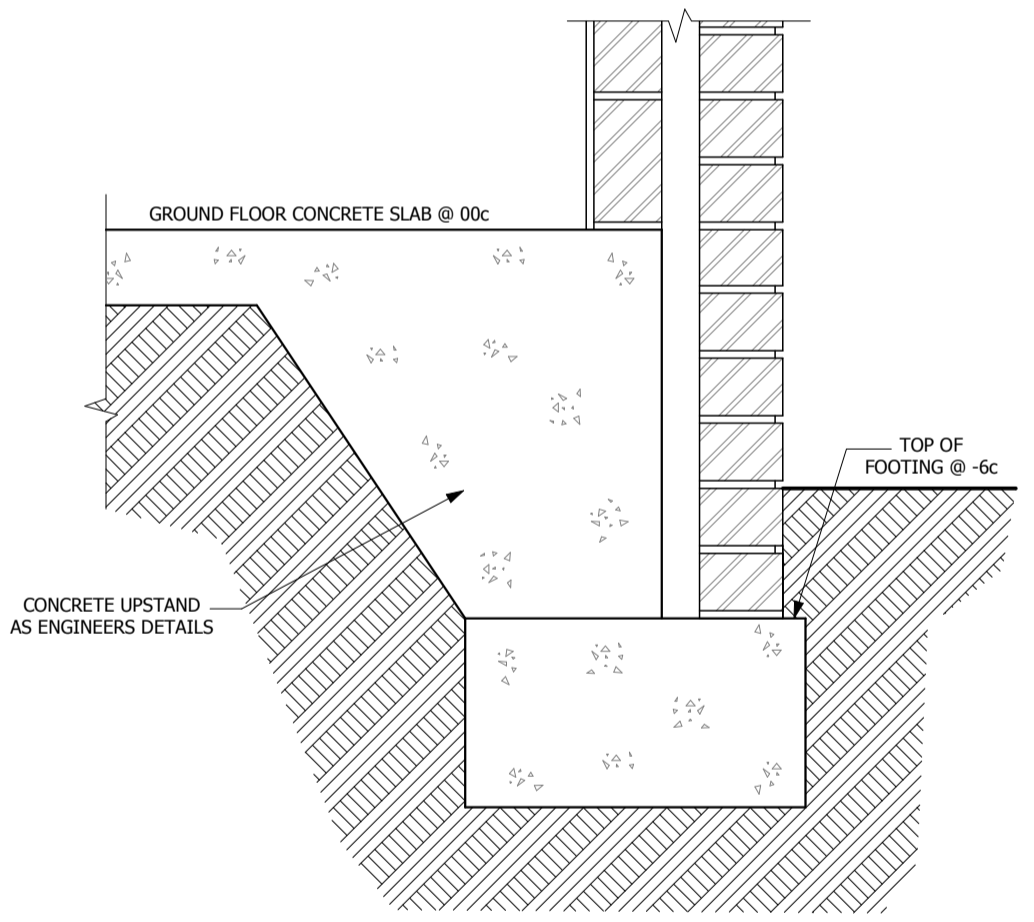 GROUND FLOOR CONCRETE SLAB @ 00c
TOP OF
FOOTING @ -6c
CONCRETE UPSTAND
AS ENGINEERS DETAILS